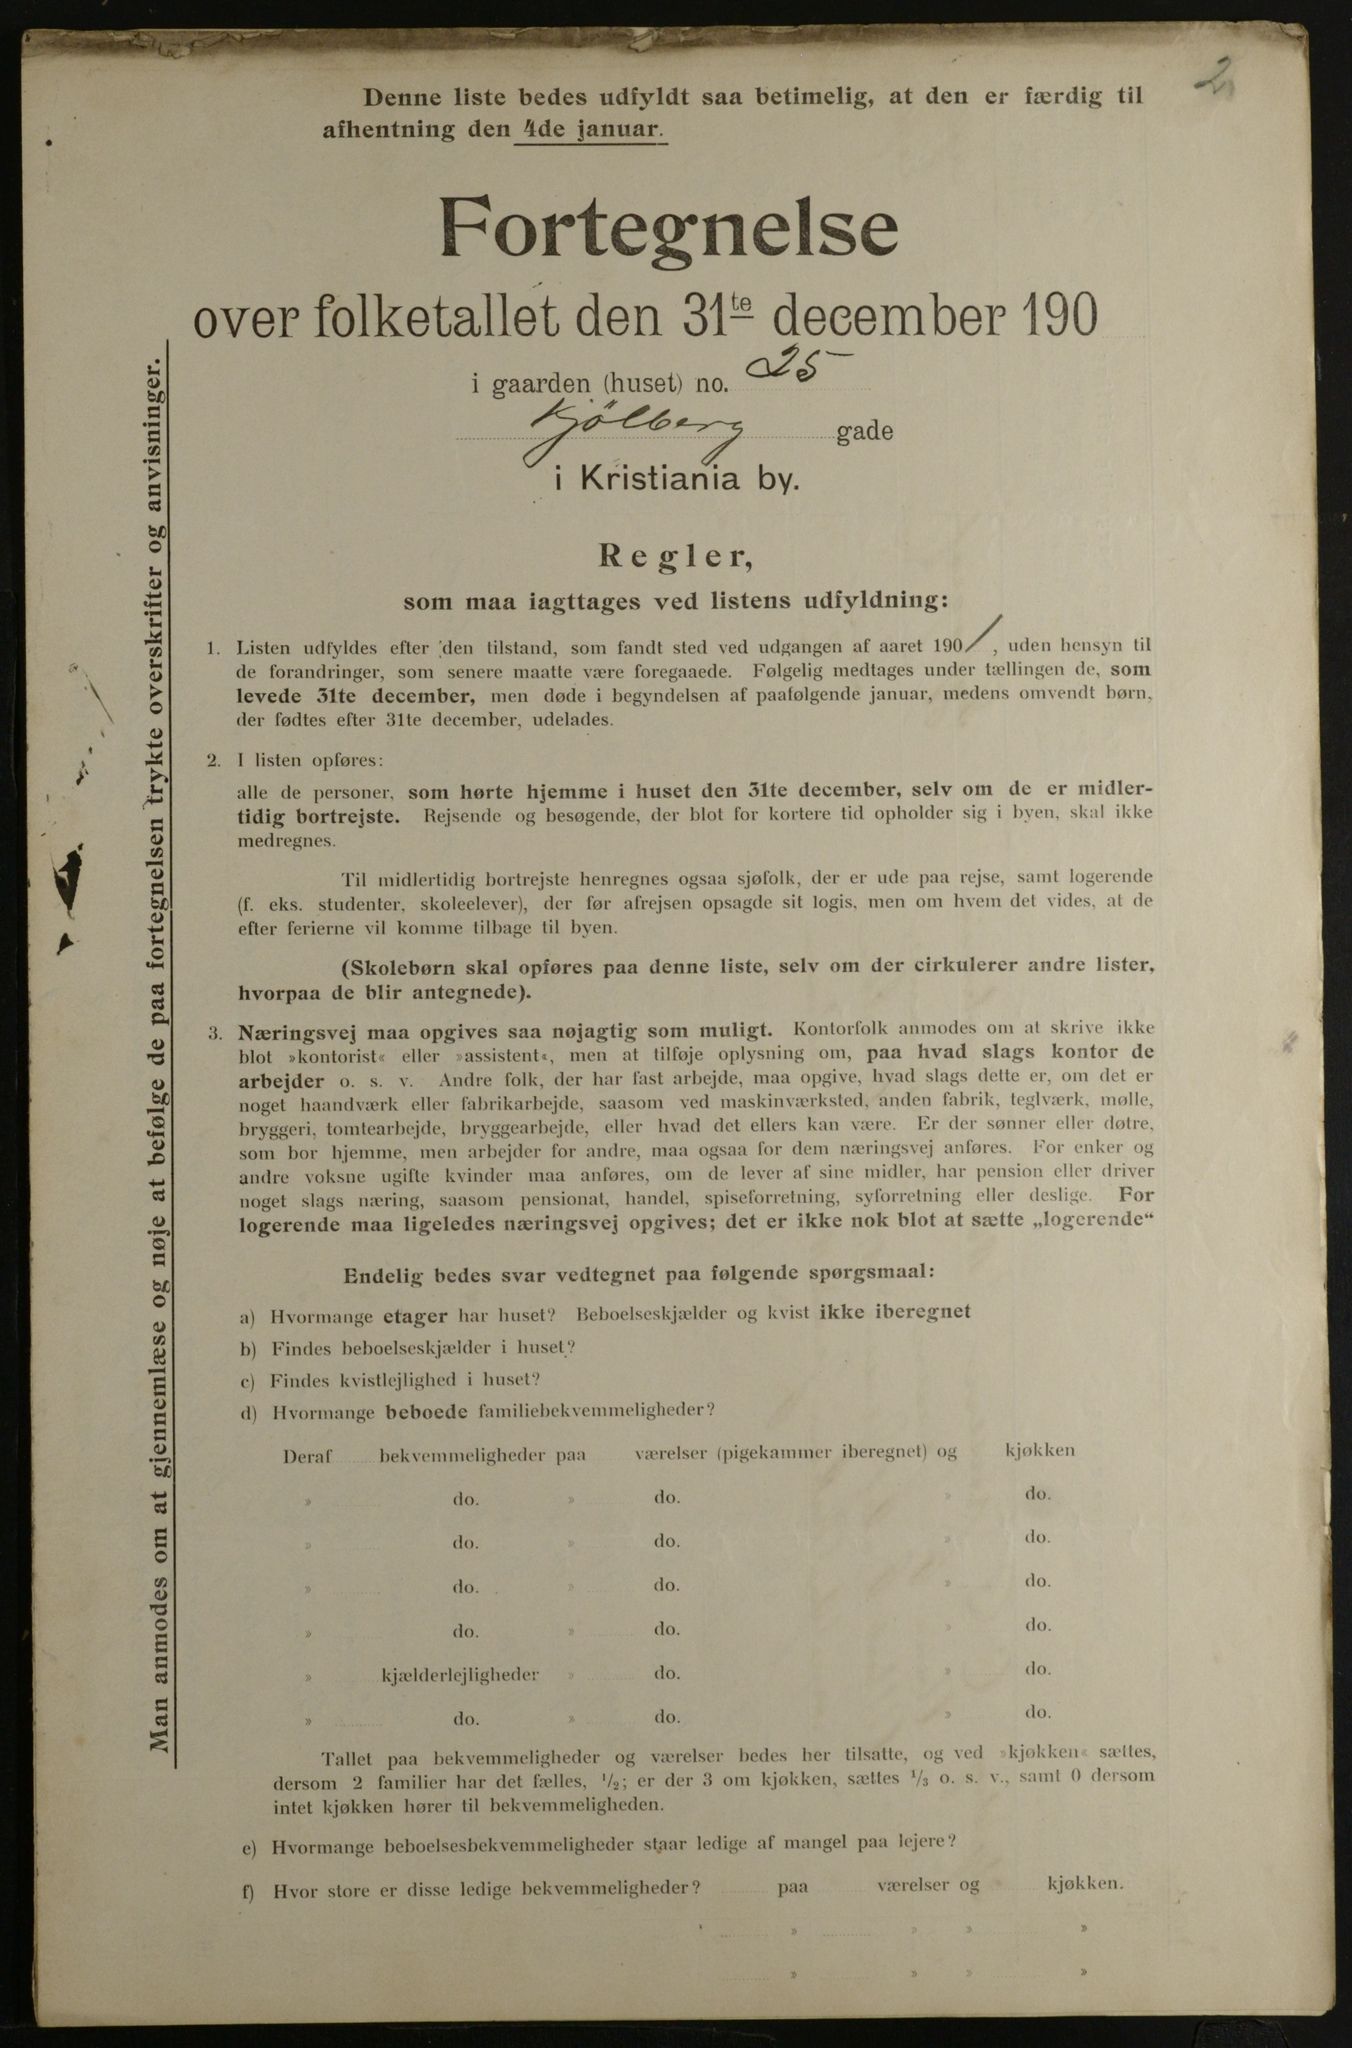 2
Denne liste bedes udfyldt saa betimelig, at den er færdig til
afhentning den 4de januar.
Fortegnelse
over folketallet den 31te december 190
i gaarden (huset) no. 25
Kjölberg gade
i Kristiania by.
Regler,
som maa iagttages ved listens udfyldning:
1. Listen udfyldes efter den tilstand, som fandt sted ved udgangen af aaret 190/, uden hensyn til
de forandringer, som senere maatte være foregaaede. Følgelig medtages under tællingen de, som
levede 31te december, men døde i begyndelsen af paafølgende januar, medens omvendt børn,
der fødtes efter 31te december, udelades.
2. I listen opføres:
alle de personer, som hørte hjemme i huset den 31te december, selv om de er midler-
tidig bortrejste. Rejsende og besøgende, der blot for kortere tid opholder sig i byen, skal ikke
medregnes.
Til midlertidig bortrejste henregnes ogsaa sjøfolk, der er ude paa rejse, samt logerende
(f. eks. studenter, skoleelever), der før afrejsen opsagde sit logis, men om hvem det vides, at de
efter ferierne vil komme tilbage til byen.
(Skolebørn skal opføres paa denne liste, selv om der cirkulerer andre lister,
hvorpaa de blir antegnede).
3. Næringsvej maa opgives saa nøjagtig som muligt. Kontorfolk anmodes om at skrive ikke
blot »kontorist« eller »assistent«, men at tilføje oplysning om, paa hvad slags kontor de
arbejder o. s. v. Andre folk, der har fast arbejde, maa opgive, hvad slags dette er, om det er
noget haandværk eller fabrikarbejde, saasom ved maskinværksted, anden fabrik, teglværk, mølle,
bryggeri, tomtearbejde, bryggearbejde, eller hvad det ellers kan være. Er der sønner eller døtre,
som bor hjemme, men arbejder for andre, maa ogsaa for dem næringsvej anføres. For enker og
andre voksne ugifte kvinder maa anføres, om de lever af sine midler, har pension eller driver
noget slags næring, saasom pensionat, handel, spiseforretning, syforretning eller deslige. For
logerende maa ligeledes næringsvej opgives; det er ikke nok blot at sætte „logerende“
Endelig bedes svar vedtegnet paa følgende spørgsmaal:
a) Hvormange etager har huset? Beboelseskjælder og kvist ikke iberegnet
b) Findes beboelseskjælder i huset?
c) Findes kvistlejlighed i huset?
d) Hvormange beboede familiebekvemmeligheder?
Deraf bekvemmeligheder paa værelser (pigekammer iberegnet) og kjøkken
» do. » do. » do.
» do. » do. » do.
» do. » do. » do.
» do. » do. » do.
» kjælderlejligheder » do. » do.
» do. » do. » do.
Tallet paa bekvemmeligheder og værelser bedes her tilsatte, og ved »kjøkken« sættes,
dersom 2 familier har det fælles, 1/2; er der 3 om kjøkken, sættes 1/3 o. s. v., samt 0 dersom
intet kjøkken hører til bekvemmeligheden.
e) Hvormange beboelsesbekvemmeligheder staar ledige af mangel paa lejere?
f) Hvor store er disse ledige bekvemmeligheder? paa værelser og kjøkken.
» » » »
» » » »
Man anmodes om at gjennemlæse og nøje at befølge de paa fortegnelsen trykte overskrifter og anvisninger.